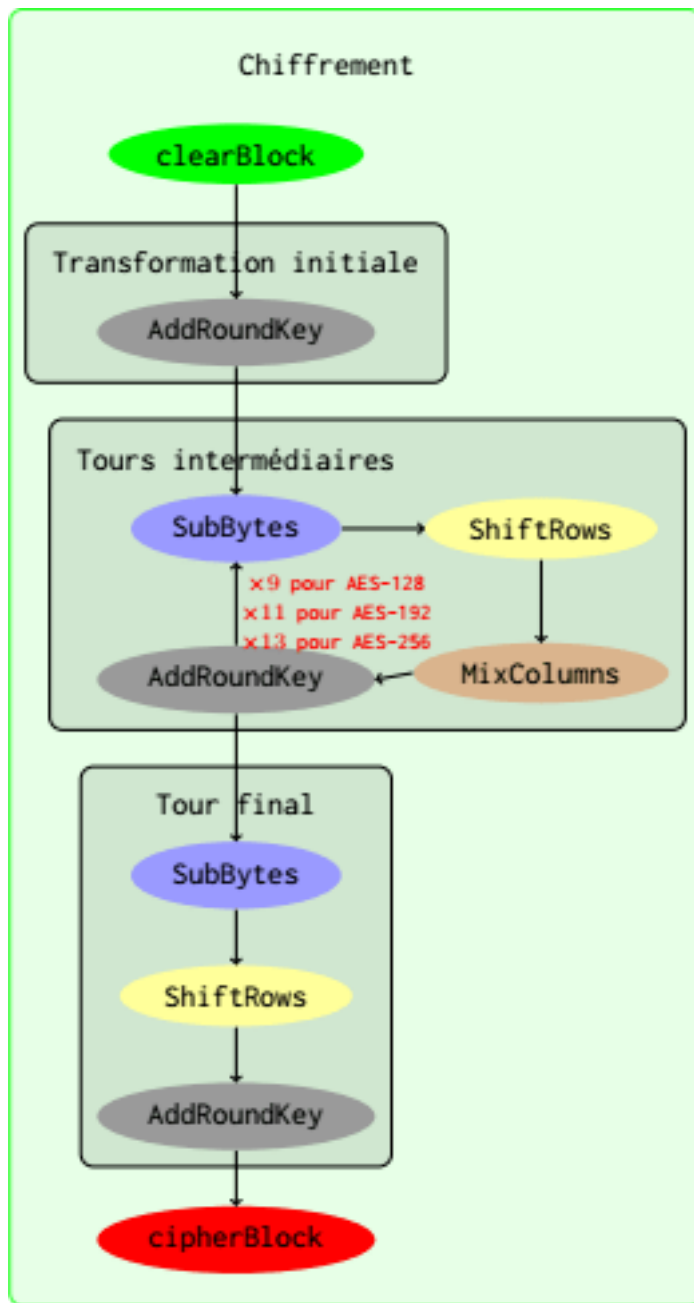 Chiffrement
clearBlock
Transformation initiale
AddRoundKey
Tours intermédiaires
SubBytes
ShiftRows
×9 pour AES-128
×11 pour AES-192
×13 pour AES-256
AddRoundKey
MixColumns
Tour final
SubBytes
ShiftRows
AddRoundKey
cipherBlock